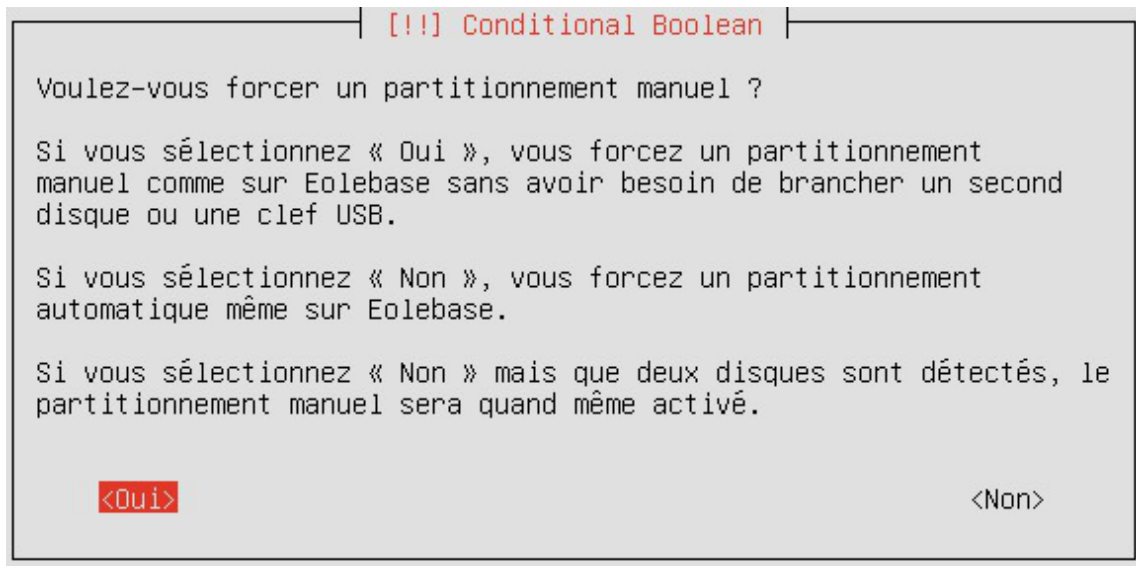 [!!] Conditional Boolean
Voulez-vous forcer un partitionnement manuel ?
Si vous sélectionnez « Oui », vous forcez un partitionnement
manuel comme sur Eolebase sans avoir besoin de brancher un second
disque ou une clef USB.
Si vous sélectionnez « Non », vous forcez un partitionnement
automatique même sur Eolebase.
Si vous sélectionnez « Non » mais que deux disques sont détectés, le
partitionnement manuel sera quand même activé.
<Oui> <Non>